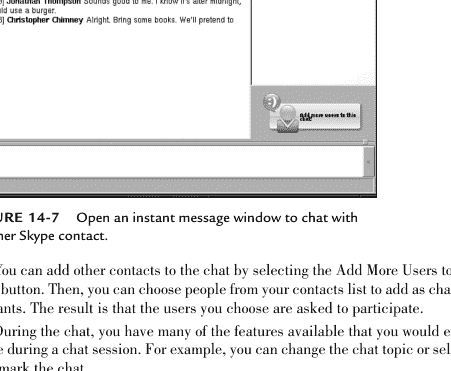 Jonathan Thompson Sounds good to me. I know it's after midnight,
ld use a burger.
Christopher Chimney Alright. Bring some books. We'll pretend to
Add more users to this
chat
URE 14-7 Open an instant message window to chat with
her Skype contact.
You can add other contacts to the chat by selecting the Add More Users to
button. Then, you can choose people from your contacts list to add as cha
ants. The result is that the users you choose are asked to participate.
During the chat, you have many of the features available that you would e
e during a chat session. For example, you can change the chat topic or sel
mark the chat.